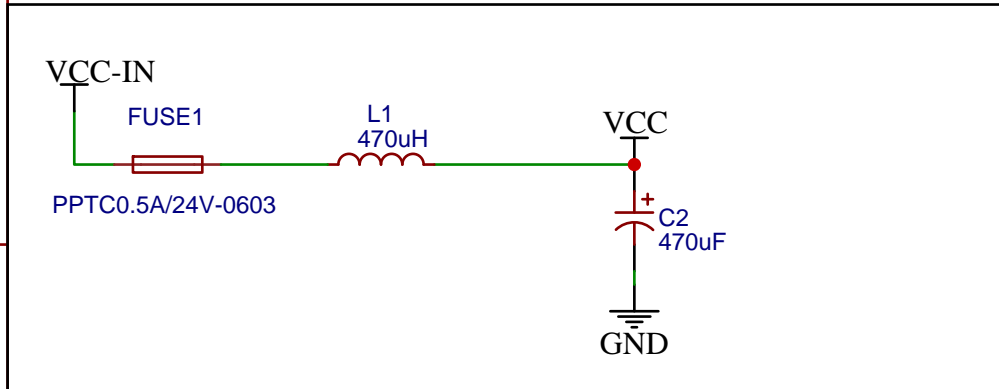 VCC-IN
FUSE1
PPTC0.5A/24V-0603
L1
470uH
VCC
+
C2
470uF
GND